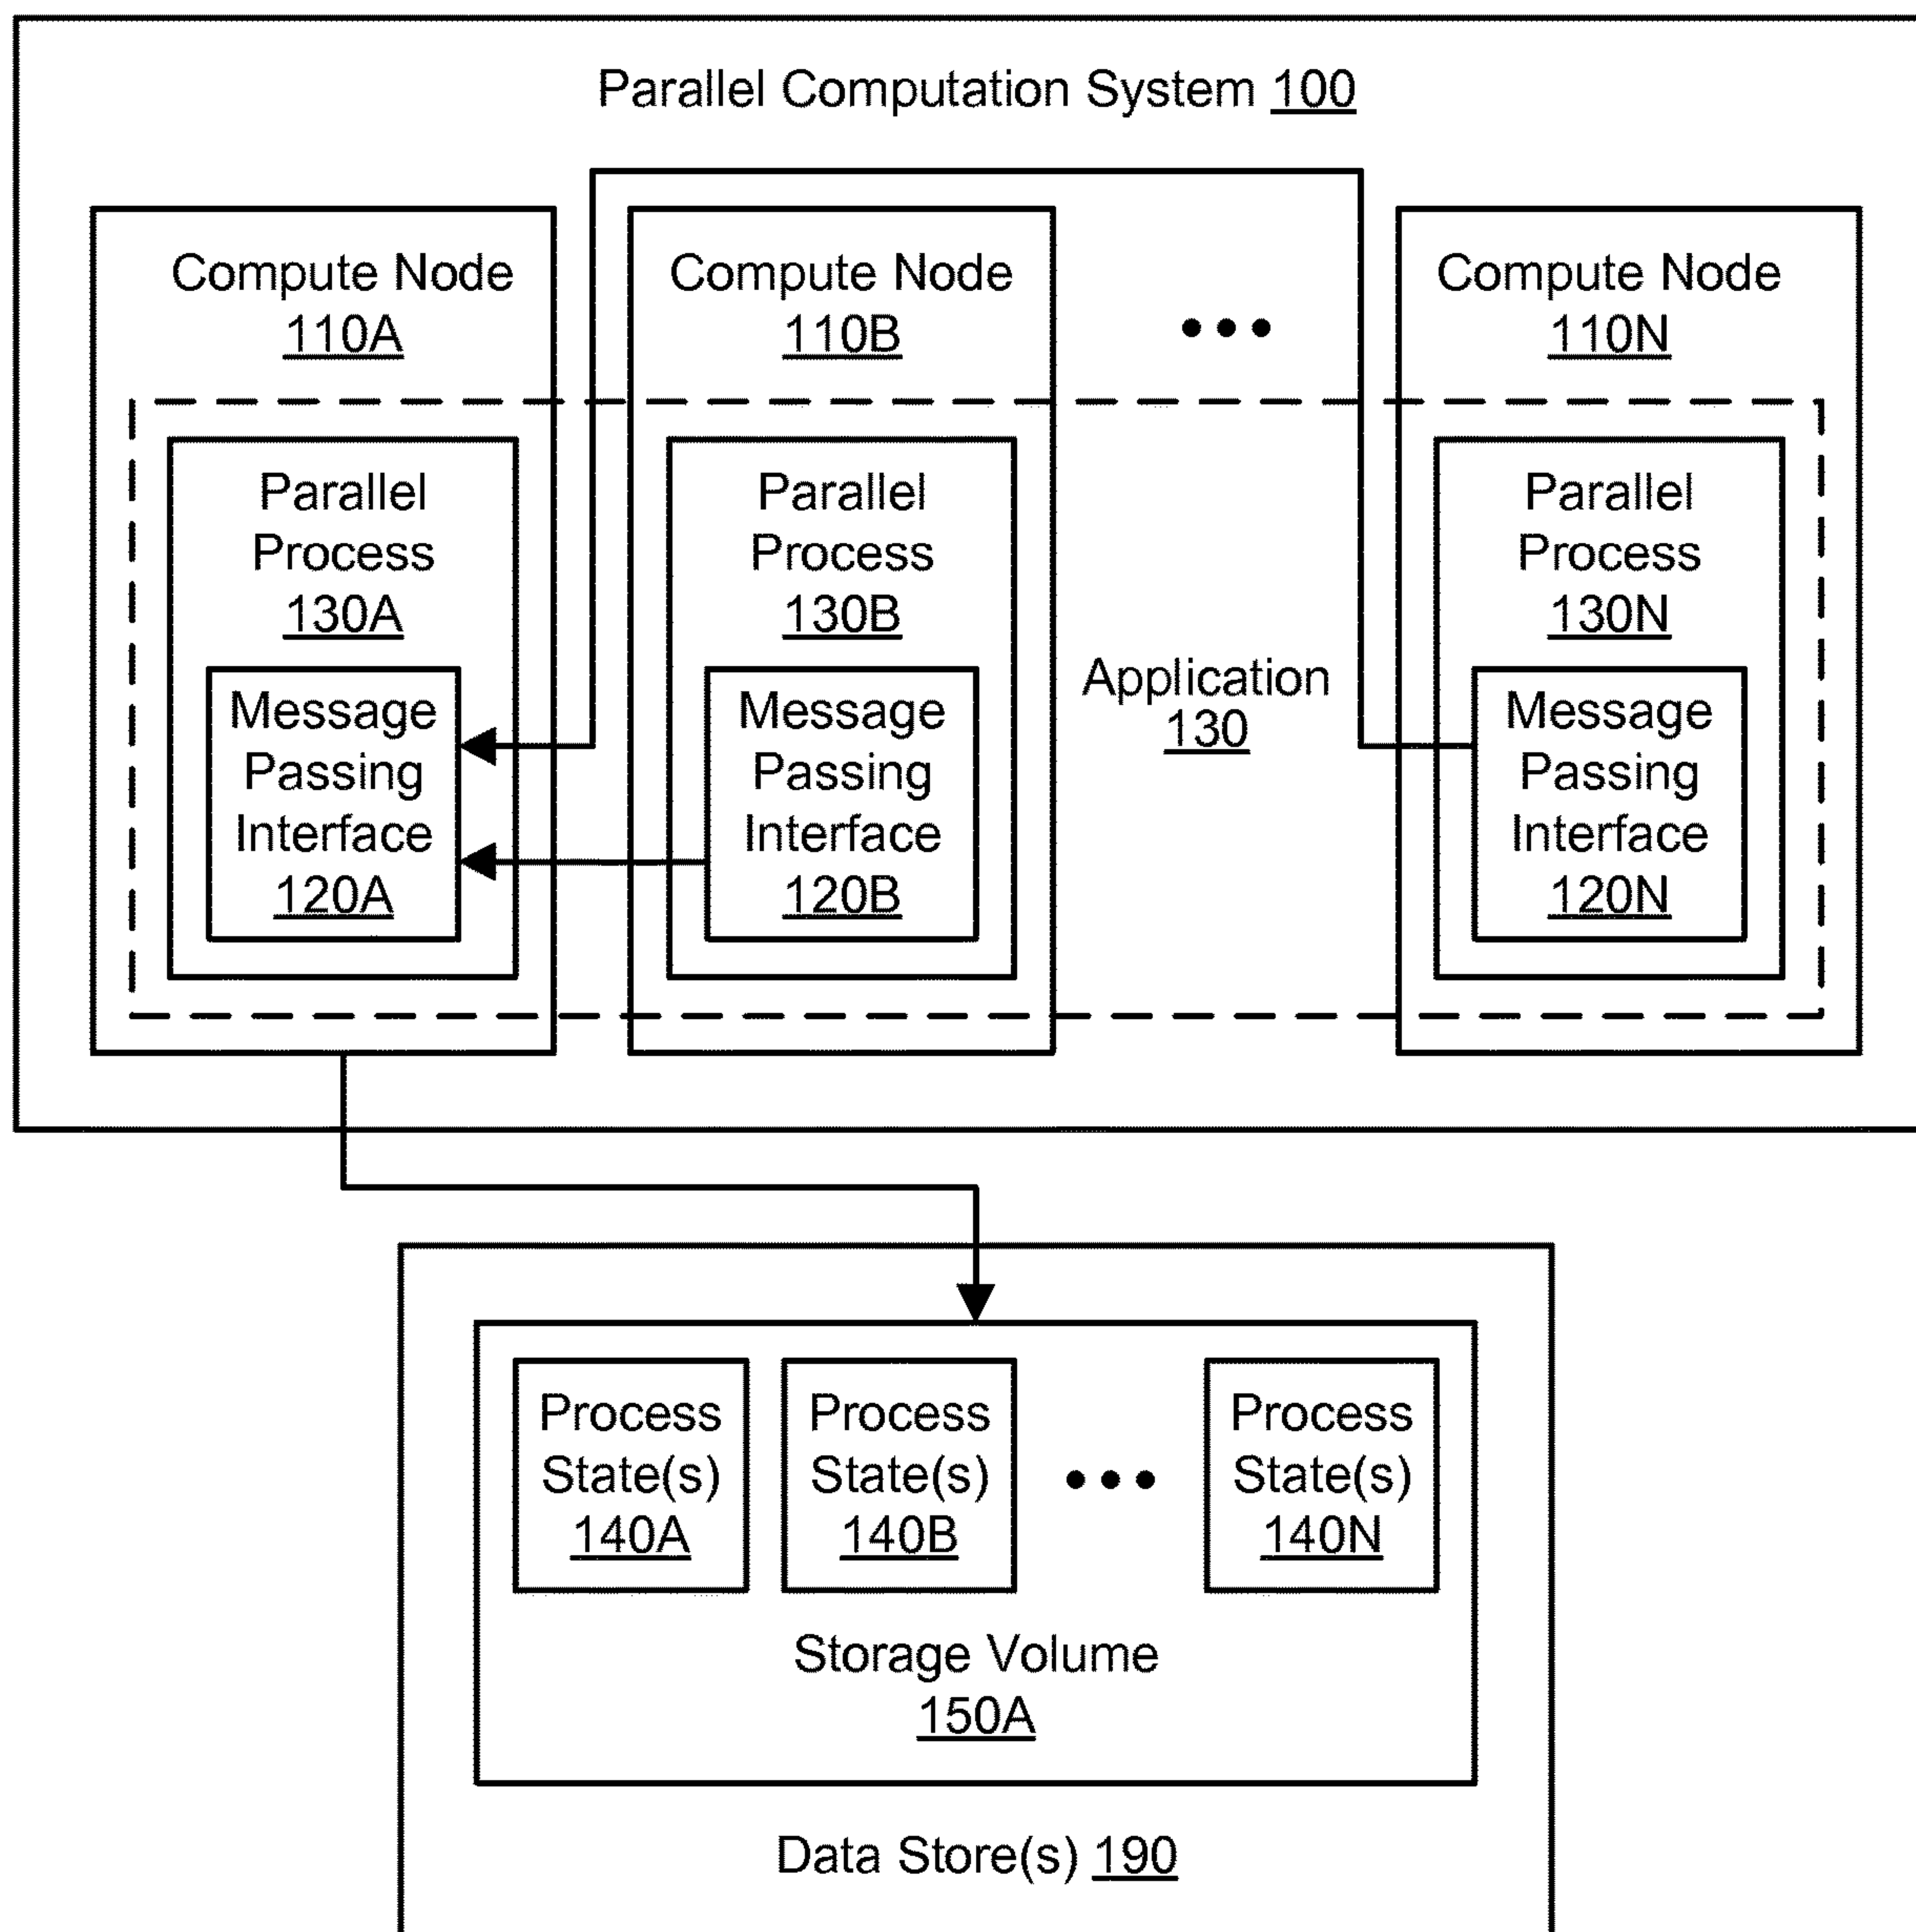 Parallel Computation System 100
Compute Node
110A
Compute Node
110B
Compute Node
110N
Parallel
Process
130A
Parallel
Process
130B
Parallel
Process
130N
Message
Passing
Interface
120A
Message
Passing
Interface
120B
Application
130
Message
Passing
Interface
120N
Process
State(s)
140A
Process
State(s)
140B
Process
State(s)
140N
Storage Volume
150A
Data Store(s) 190